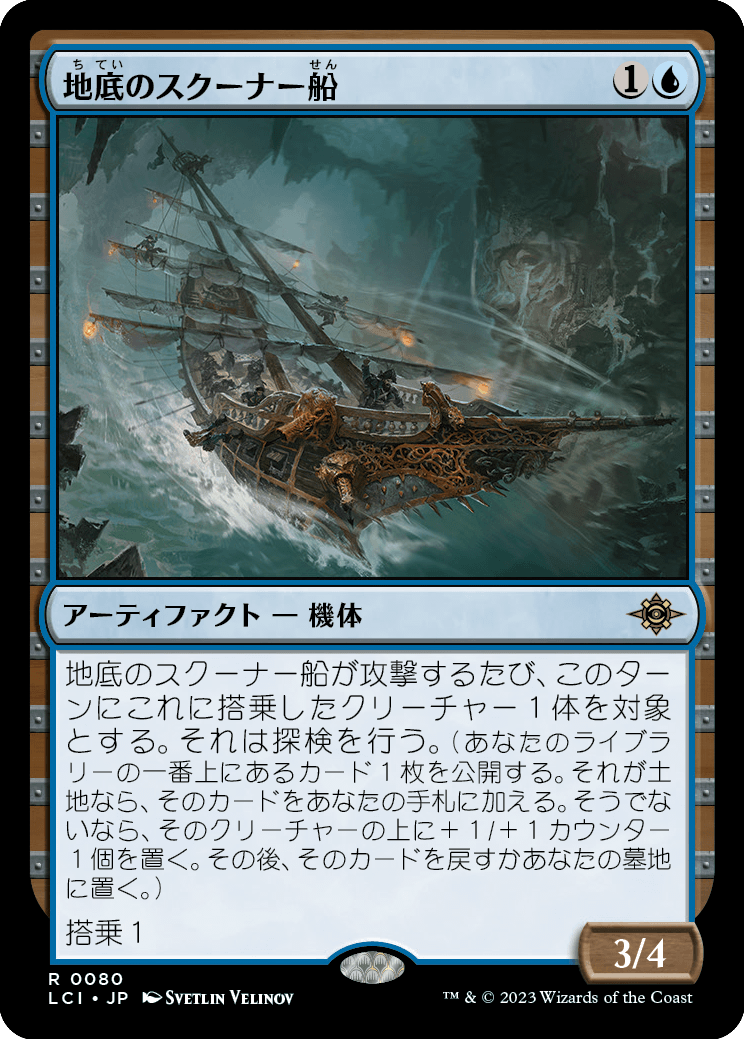 地底のスクーナー船
ちてい せん
1
アーティファクト — 機体
地底のスクーナー船が攻撃するたび、このター
ンにこれに搭乗したクリーチャー１体を対象
とする。それは探検を行う。（あなたのライブラ
リーの一番上にあるカード１枚を公開する。それが土
地なら、そのカードをあなたの手札に加える。そうでな
いなら、そのクリーチャーの上に＋１/＋１カウンター
１個を置く。その後、そのカードを戻すかあなたの墓地
に置く。）
搭乗１
3/4
R 0080
LCI • JP Svetlin Velinov
™ & © 2023 Wizards of the Coast